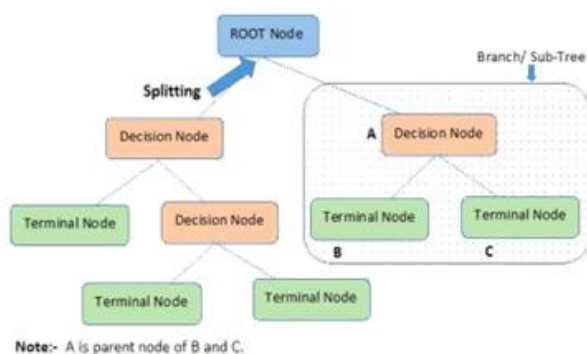 ROOT Node
Branch/ Sub-Tree
Splitting
Decision Node
A
Decision Node
Terminal Node
Decision Node
Terminal Node
Terminal Node
B
C
Terminal Node
Terminal Node
Note:- A is parent node of B and C.